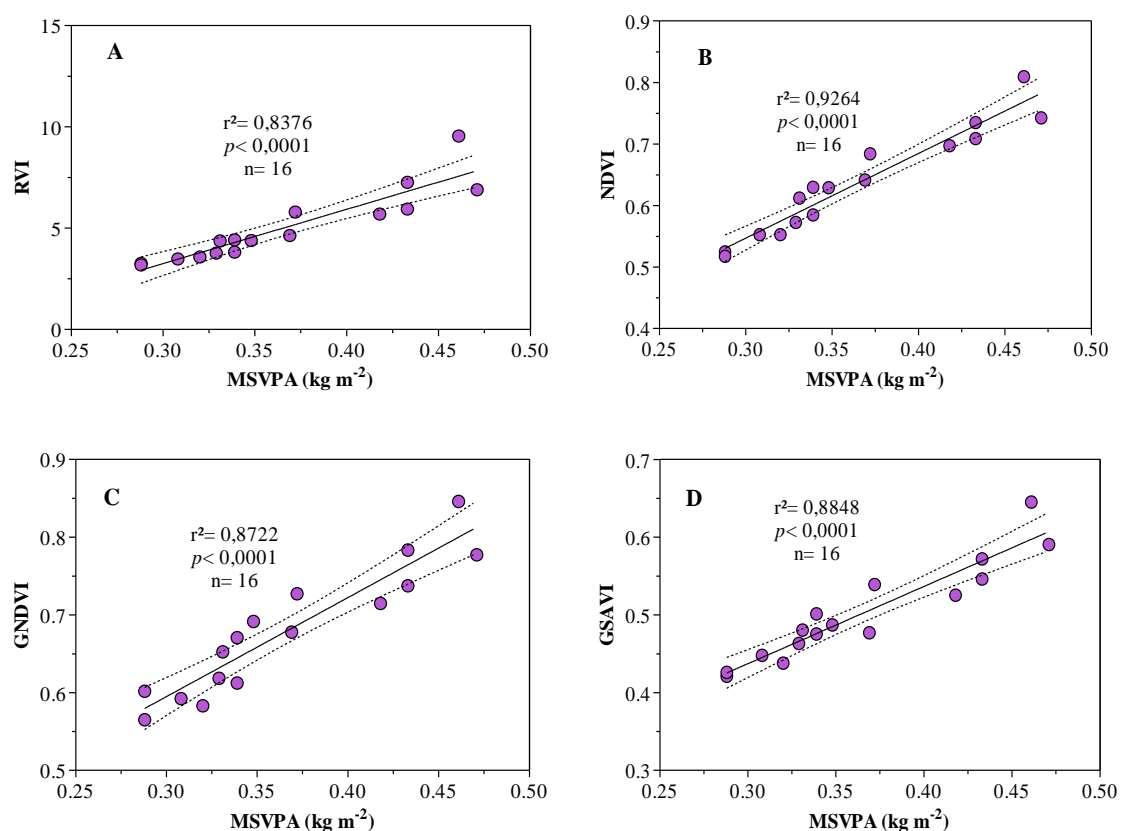 A
r²= 0,8376
p< 0,0001
n= 16
RVI
15
10
5
0
0.25 0.30 0.35 0.40 0.45 0.50
MSVPA (kg m⁻²)
B
r²= 0,9264
p< 0,0001
n= 16
NDVI
0.9
0.8
0.7
0.6
0.5
0.4
0.25 0.30 0.35 0.40 0.45 0.50
MSVPA (kg m⁻²)
C
r²= 0,8722
p< 0,0001
n= 16
GNDVI
0.9
0.8
0.7
0.6
0.5
0.25 0.30 0.35 0.40 0.45 0.50
MSVPA (kg m⁻²)
D
r²= 0,8848
p< 0,0001
n= 16
GSAVI
0.7
0.6
0.5
0.4
0.3
0.25 0.30 0.35 0.40 0.45 0.50
MSVPA (kg m⁻²)